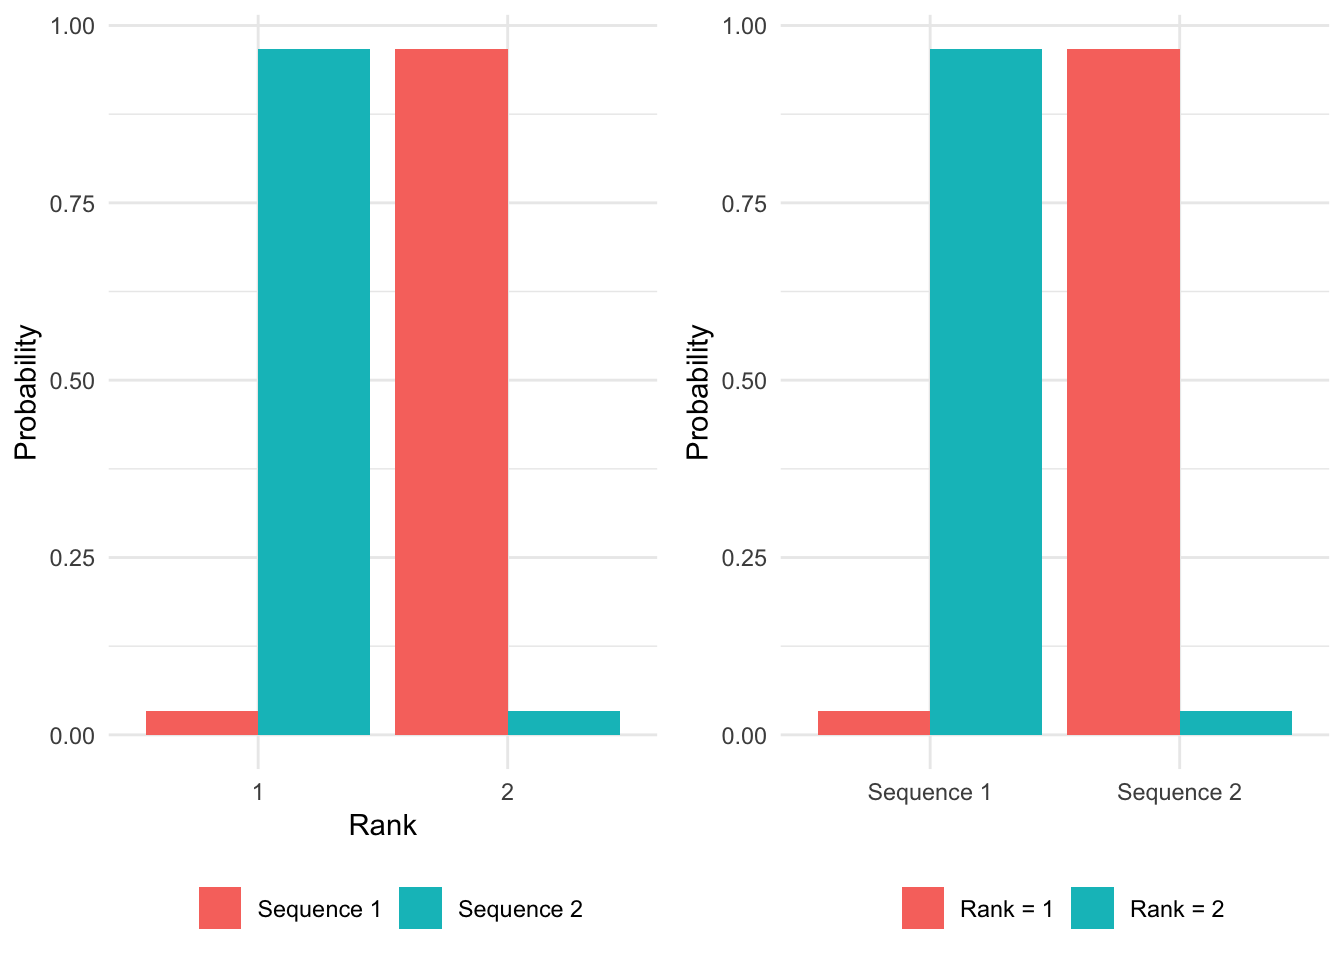 1.00
0.75
0.50
0.25
0.00
Probability
1 2
Rank
Sequence 1 Sequence 2
1.00
0.75
0.50
0.25
0.00
Probability
Sequence 1 Sequence 2
Rank = 1 Rank = 2